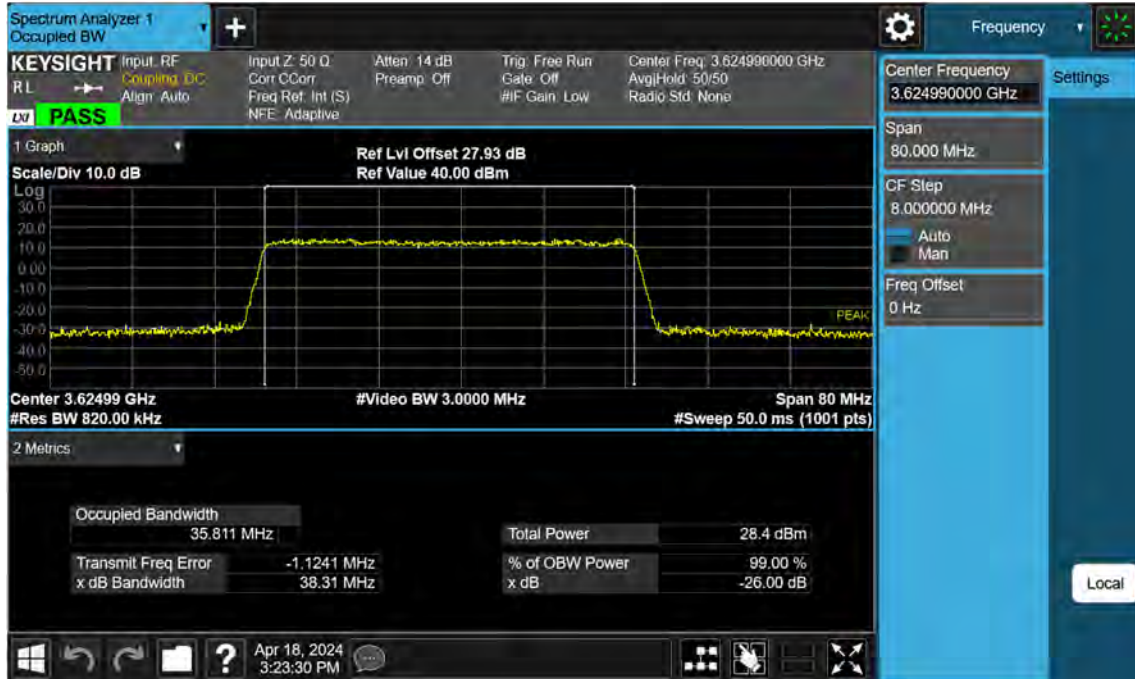 Spectrum Analyzer 1
Occupied BW
+
Frequency
KEYSIGHT
RL
LXI
PASS
Input: RF
Coupling: DC
Align: Auto
Input Z: 50 Ω
Corr CCorr
Freq Ref: Int (S)
NFE: Adaptive
Atten: 14 dB
Preamp: Off
Trig: Free Run
Gate: Off
#IF Gain: Low
Center Freq: 3.624990000 GHz
Avg|Hold: 50/50
Radio Std: None
1 Graph
Scale/Div 10.0 dB
Ref Lvl Offset 27.93 dB
Ref Value 40.00 dBm
Log
30.0
20.0
10.0
0.00
-10.0
-20.0
-30.0
-40.0
-50.0
PEAK
Center 3.62499 GHz
#Video BW 3.0000 MHz
Span 80 MHz
#Res BW 820.00 kHz
#Sweep 50.0 ms (1001 pts)
2 Metrics
Occupied Bandwidth
35.811 MHz
Total Power 28.4 dBm
Transmit Freq Error -1.1241 MHz
% of OBW Power 99.00 %
x dB Bandwidth 38.31 MHz
x dB -26.00 dB
Center Frequency
3.624990000 GHz
Settings
Span
80.000 MHz
CF Step
8.000000 MHz
Auto
Man
Freq Offset
0 Hz
Local
?
Apr 18, 2024
3:23:30 PM